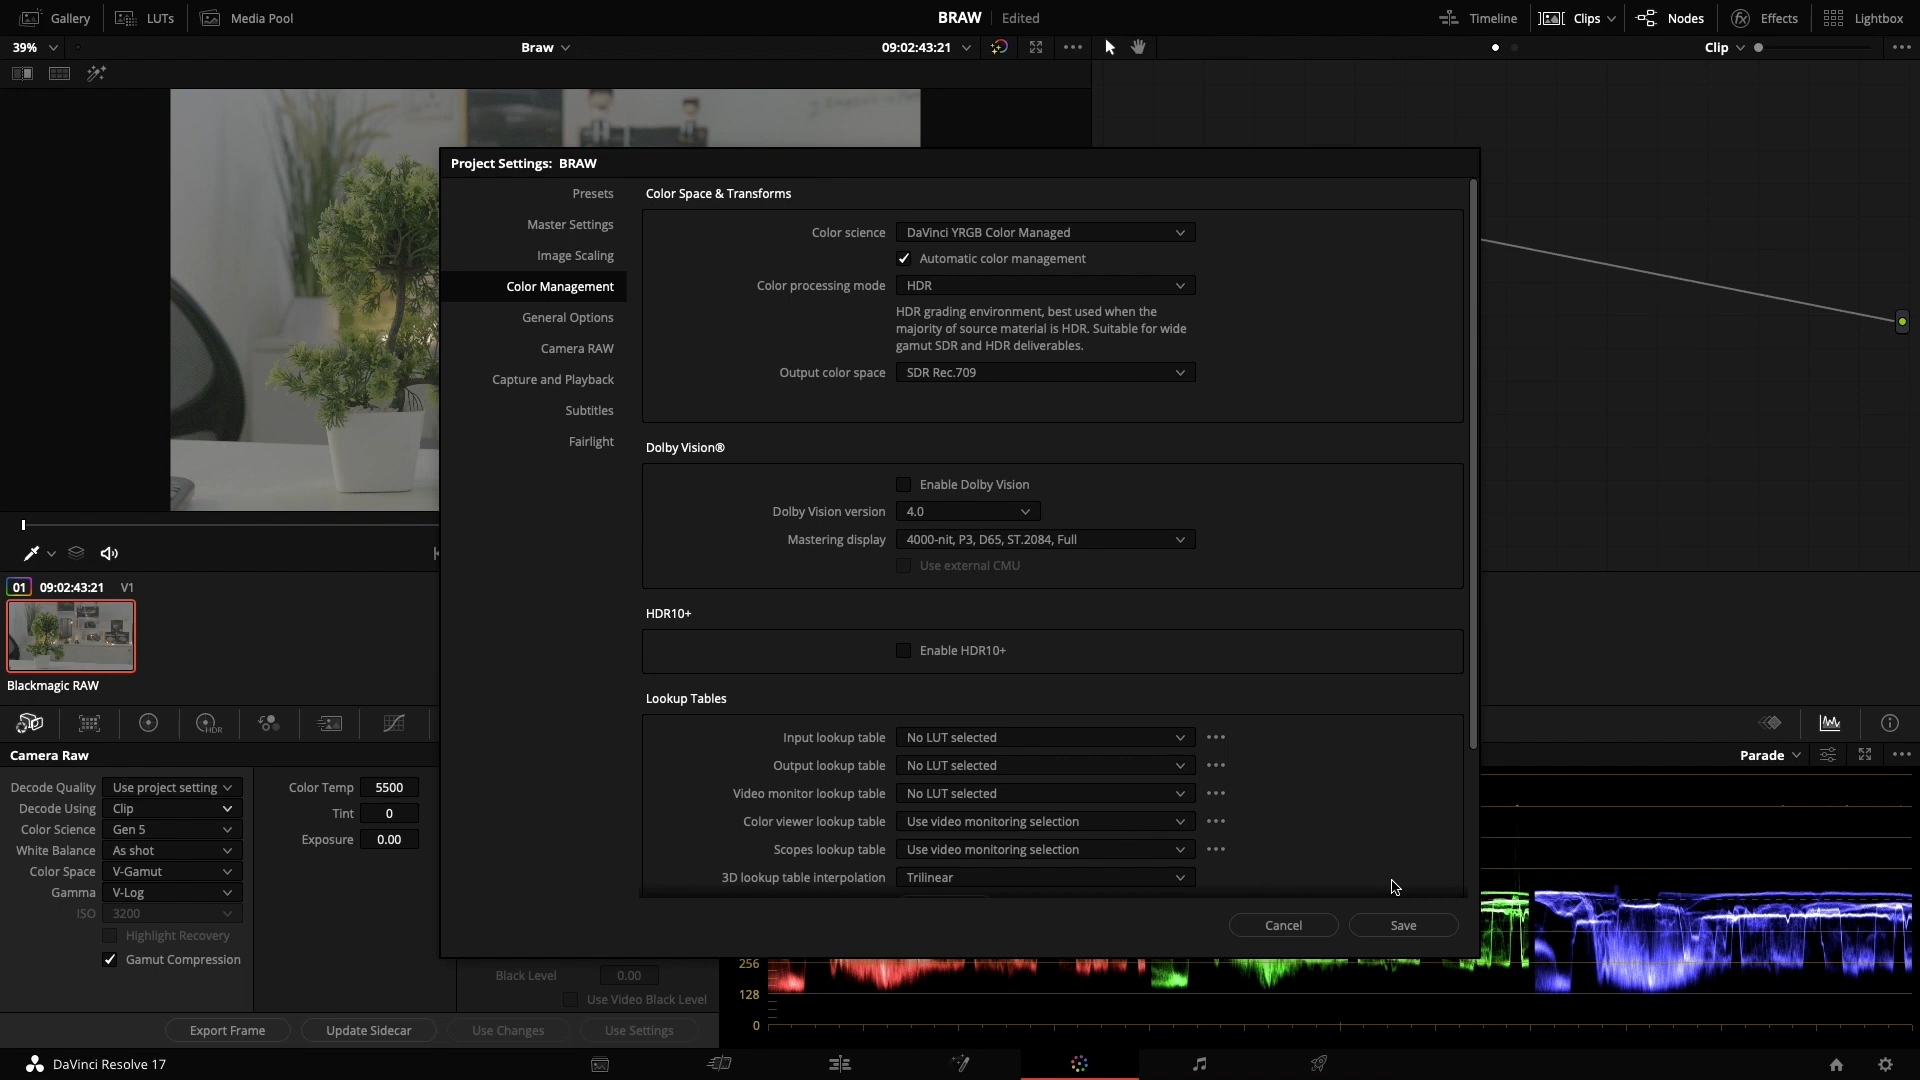 Gallery
LUTs
Media Pool
BRAW
Edited
Timeline
Clips
Nodes
Effects
Lightbox
39%
Braw
09:02:43:21
Clip
Project Settings: BRAW
Presets
Master Settings
Image Scaling
Color Management
General Options
Camera RAW
Capture and Playback
Subtitles
Fairlight
Color Space & Transforms
Color science DaVinci YRGB Color Managed
Automatic color management
Color processing mode HDR
HDR grading environment, best used when the
majority of source material is HDR. Suitable for wide
gamut SDR and HDR deliverables.
Output color space SDR Rec.709
Dolby Vision®
Enable Dolby Vision
Dolby Vision version 4.0
Mastering display 4000-nit, P3, D65, ST.2084, Full
Use external CMU
HDR10+
Enable HDR10+
Lookup Tables
Input lookup table No LUT selected
Output lookup table No LUT selected
Video monitor lookup table No LUT selected
Color viewer lookup table Use video monitoring selection
Scopes lookup table Use video monitoring selection
3D lookup table interpolation Trilinear
Cancel
Save
01 09:02:43:21 V1
Blackmagic RAW
HDR
Camera Raw
Decode Quality Use project setting
Decode Using Clip
Color Science Gen 5
White Balance As shot
Color Space V-Gamut
Gamma V-Log
ISO 3200
Highlight Recovery
Gamut Compression
Color Temp 5500
Tint 0
Exposure 0.00
Black Level 0.00
Use Video Black Level
Export Frame
Update Sidecar
Use Changes
Use Settings
Parade
256
128
0
DaVinci Resolve 17